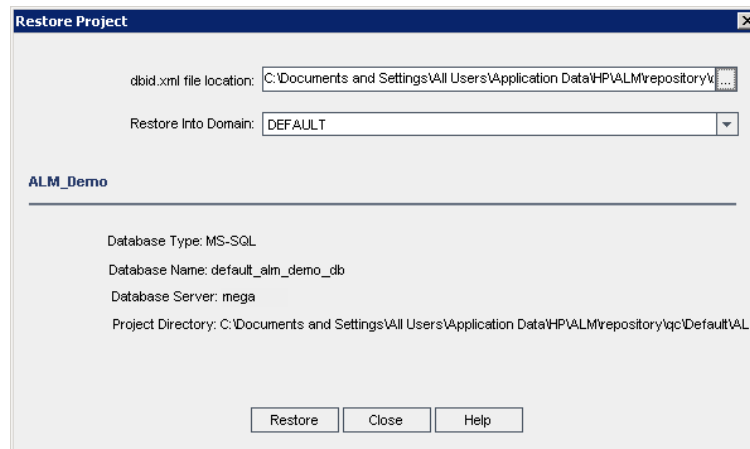 Restore Project
dbid.xml file location: C:\Documents and Settings\All Users\Application Data\HP\ALM\repository\ ...
Restore Into Domain: DEFAULT
ALM_Demo
Database Type: MS-SQL
Database Name: default_alm_demo_db
Database Server: mega
Project Directory: C:\Documents and Settings\All Users\Application Data\HP\ALM\repository\qc\Default\AL
Restore Close Help